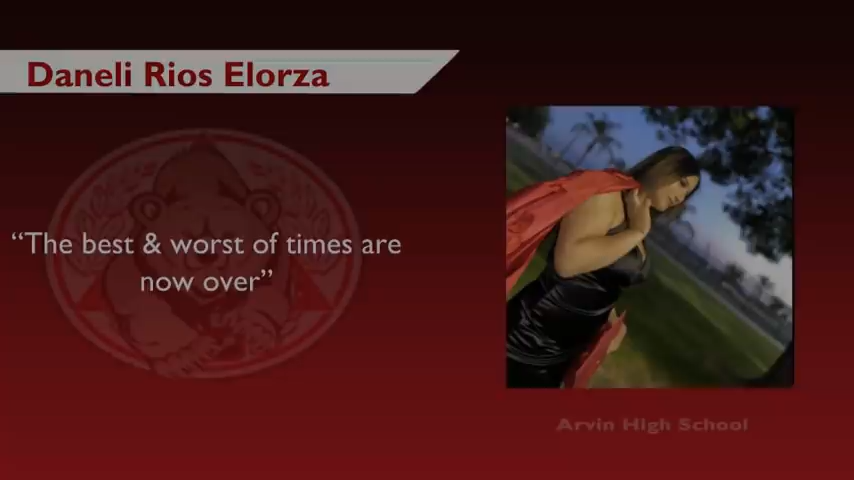 Daneli Rios Elorza
“The best & worst of times are
now over”
Arvin High School